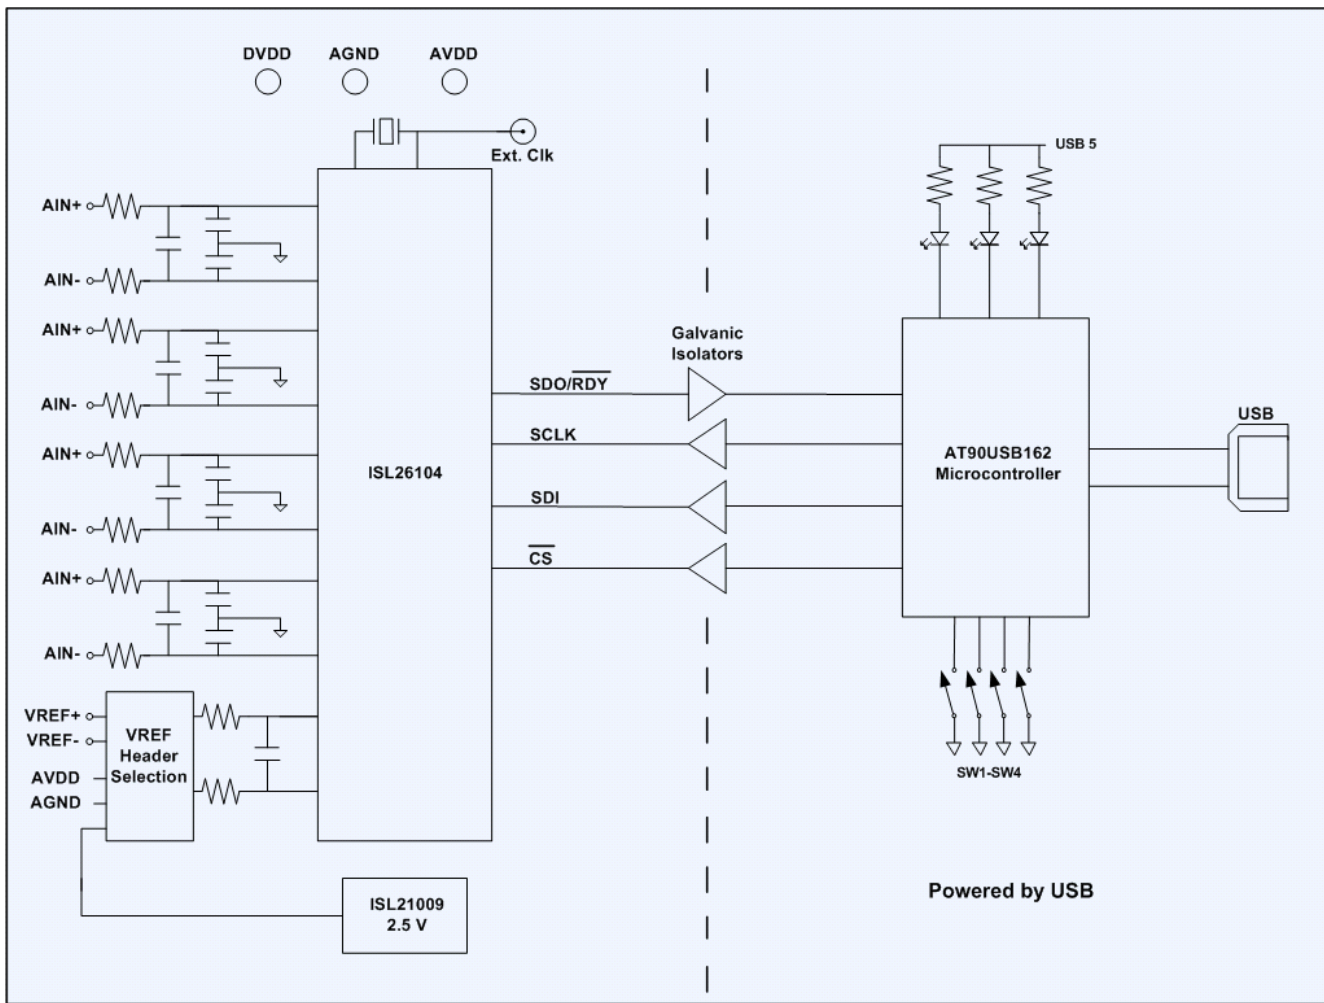 DVDD
AGND
AVDD
Ext. Clk
USB 5
AIN+
AIN-
AIN+
AIN-
AIN+
AIN-
AIN+
AIN-
Galvanic
Isolators
SDO/RDY
SCLK
SDI
CS
ISL26104
AT90USB162
Microcontroller
USB
VREF+
VREF-
AVDD
AGND
VREF
Header
Selection
SW1-SW4
ISL21009
2.5 V
Powered by USB